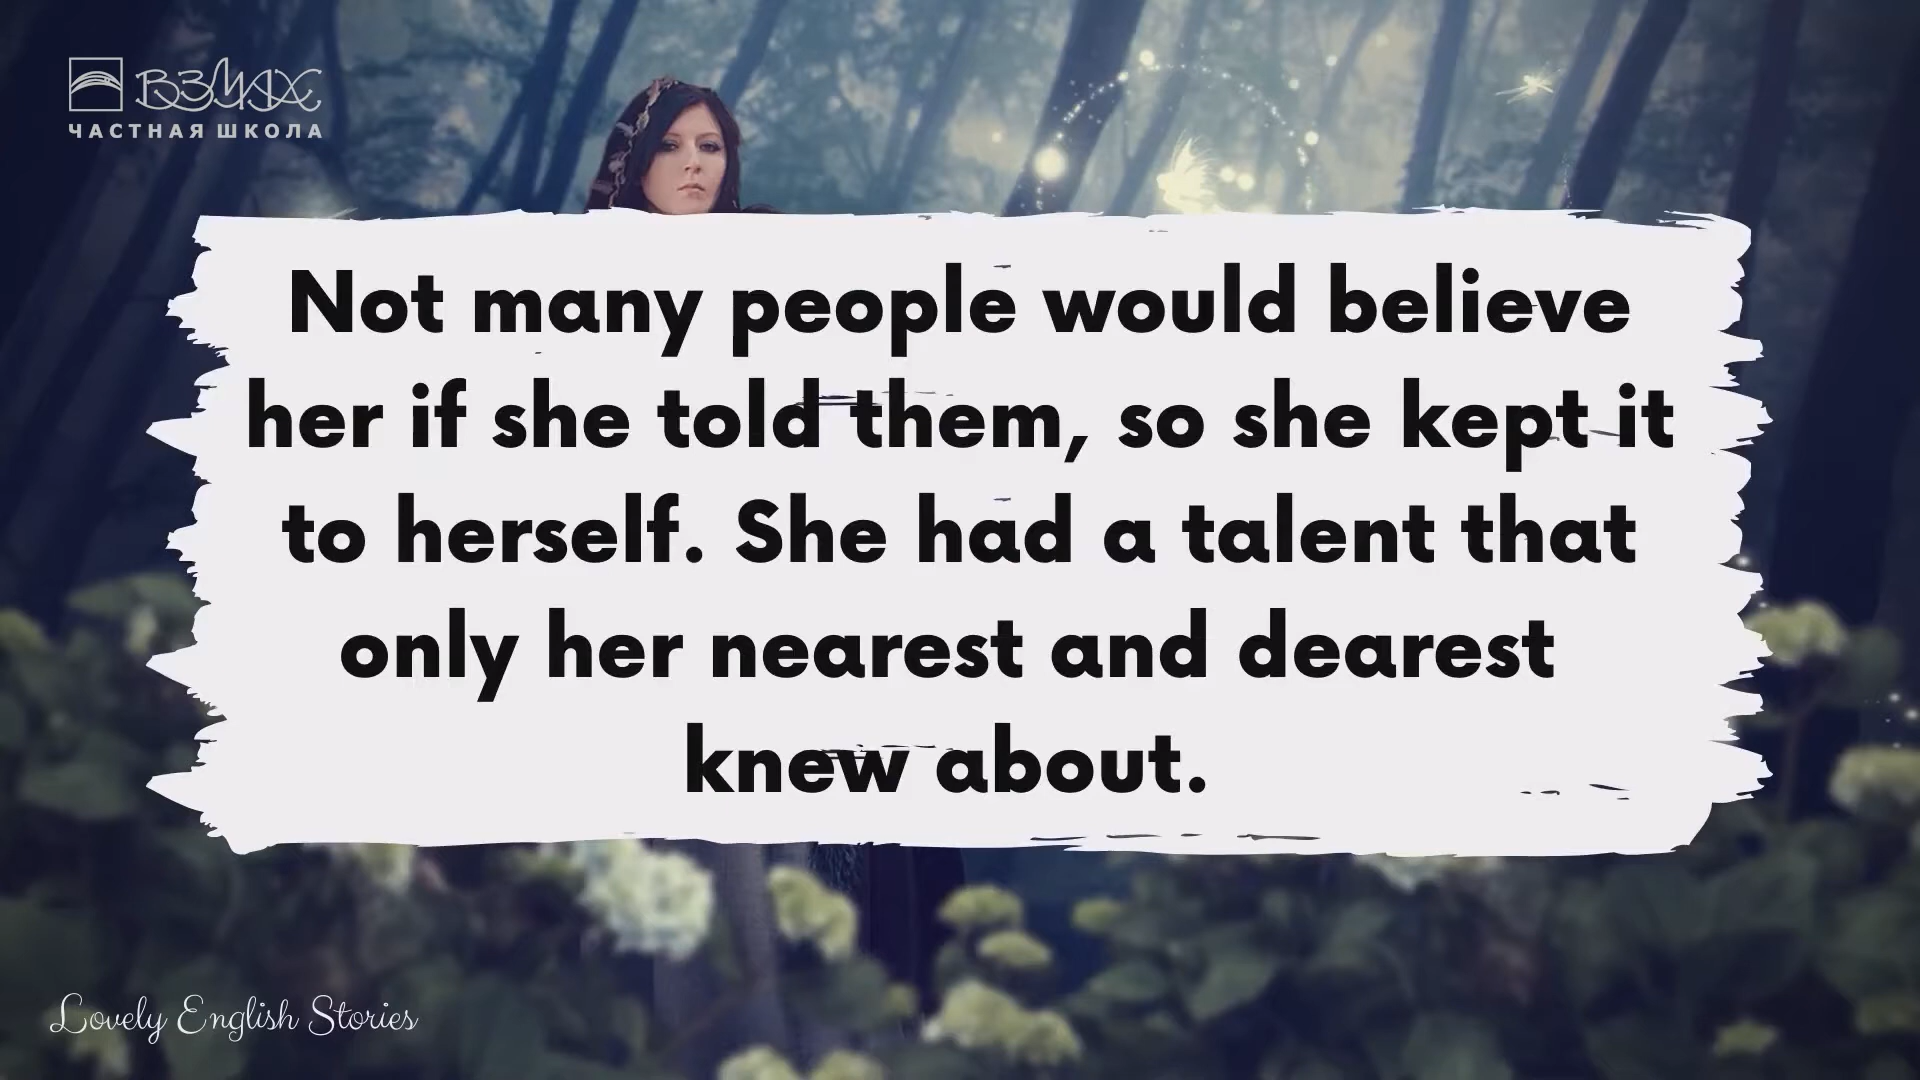 ВЗМАХ
ЧАСТНАЯ ШКОЛА
Not many people would believe
her if she told them, so she kept it
to herself. She had a talent that
only her nearest and dearest
knew about.
Lovely English Stories